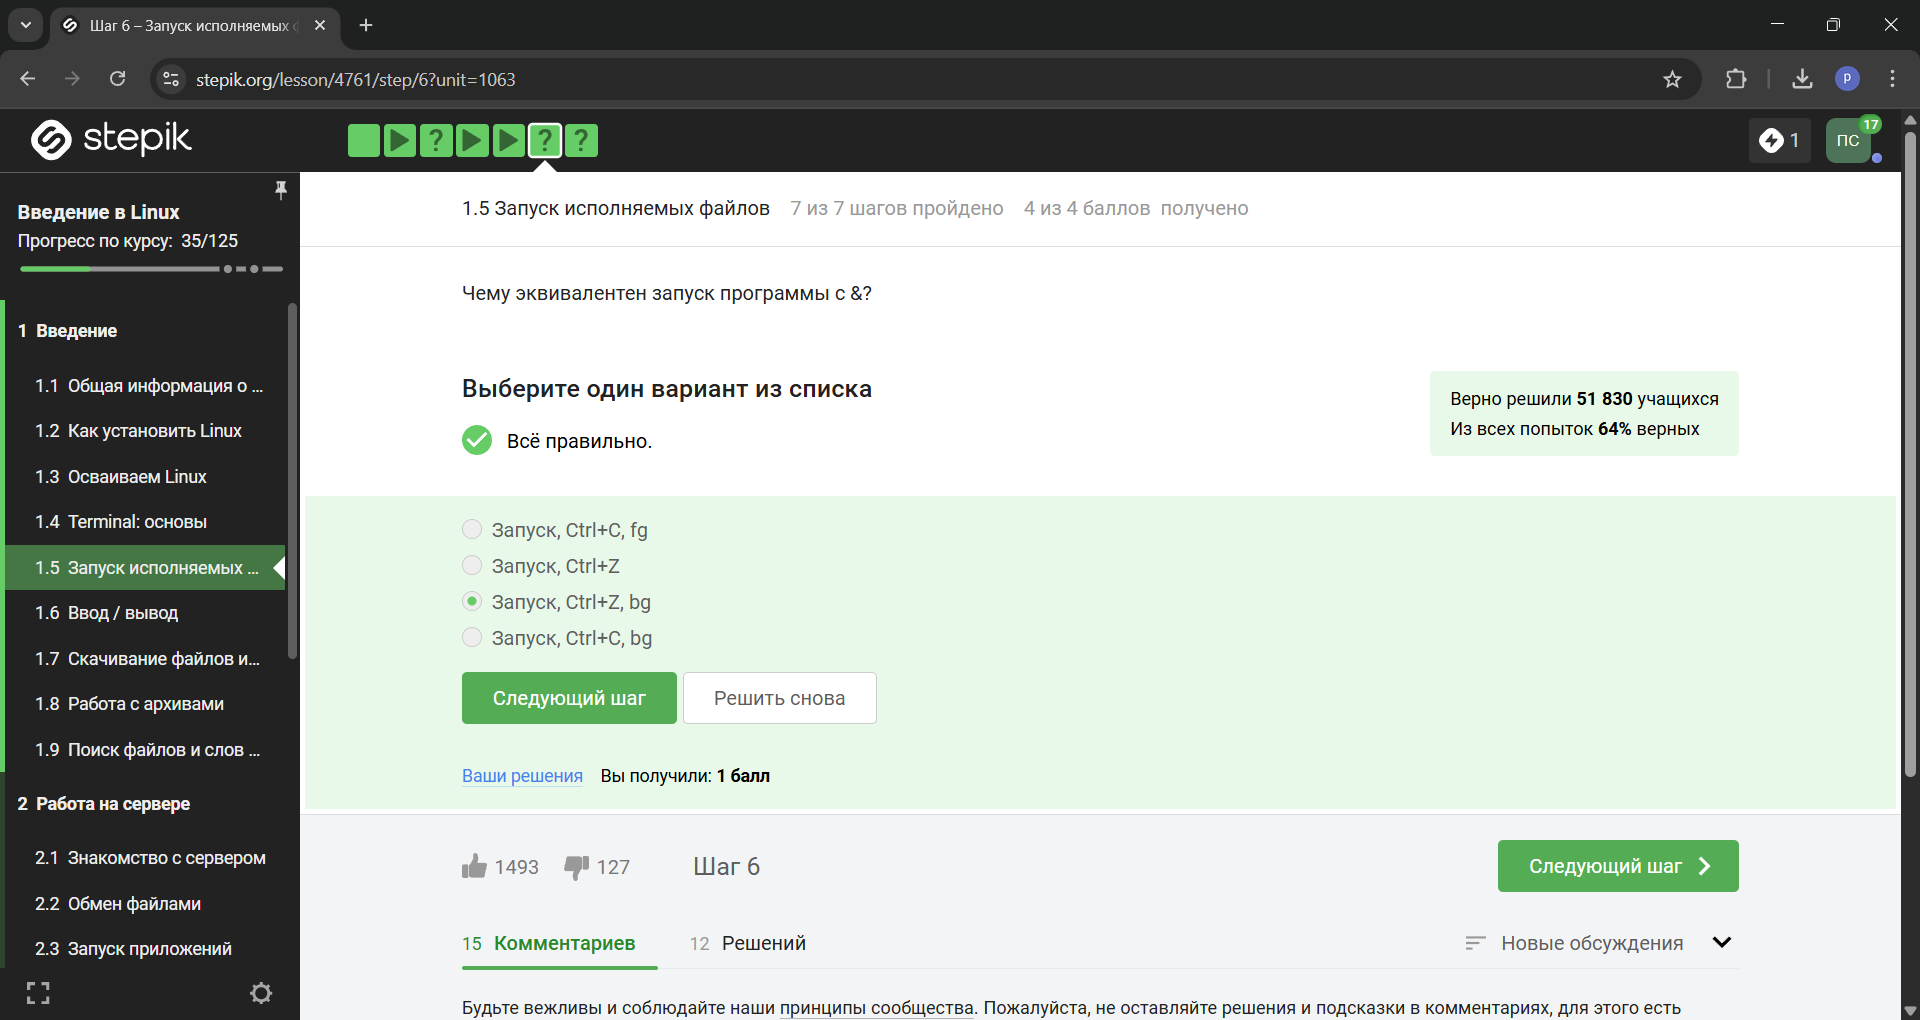 Шаг 6 – Запуск исполняемых
stepik.org/lesson/4761/step/6?unit=1063
P
stepik
? ? ?
1
ПС
17
Введение в Linux
Прогресс по курсу: 35/125
1 Введение
1.1 Общая информация о ...
1.2 Как установить Linux
1.3 Осваиваем Linux
1.4 Terminal: основы
1.5 Запуск исполняемых ...
1.6 Ввод / вывод
1.7 Скачивание файлов и...
1.8 Работа с архивами
1.9 Поиск файлов и слов ...
2 Работа на сервере
2.1 Знакомство с сервером
2.2 Обмен файлами
2.3 Запуск приложений
1.5 Запуск исполняемых файлов 7 из 7 шагов пройдено 4 из 4 баллов получено
Чему эквивалентен запуск программы с &?
Выберите один вариант из списка
Всё правильно.
Верно решили 51 830 учащихся
Из всех попыток 64% верных
Запуск, Ctrl+C, fg
Запуск, Ctrl+Z
Запуск, Ctrl+Z, bg
Запуск, Ctrl+C, bg
Следующий шаг Решить снова
Ваши решения Вы получили: 1 балл
1493 127 Шаг 6 Следующий шаг
15 Комментариев 12 Решений Новые обсуждения
Будьте вежливы и соблюдайте наши принципы сообщества. Пожалуйста, не оставляйте решения и подсказки в комментариях, для этого есть